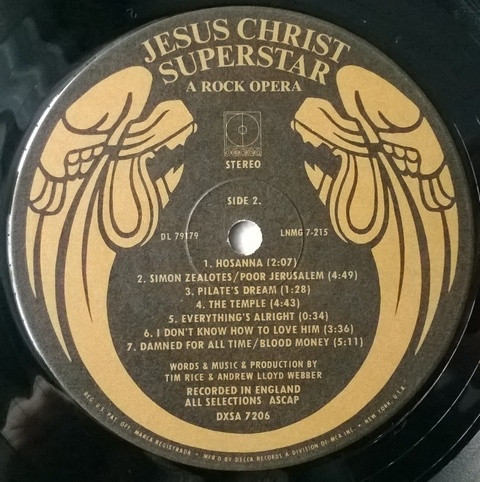 JESUS CHRIST
SUPERSTAR
A ROCK OPERA
STEREO
SIDE 2.
DL 79179 LNMG 7-215
1. HOSANNA (2:07)
2. SIMON ZEALOTES/POOR JERUSALEM (4:49)
3. PILATE'S DREAM (1:28)
4. THE TEMPLE (4:43)
5. EVERYTHING'S ALRIGHT (0:34)
6. I DON'T KNOW HOW TO LOVE HIM (3:36)
7. DAMNED FOR ALL TIME/BLOOD MONEY (5:11)
WORDS & MUSIC & PRODUCTION BY
TIM RICE & ANDREW LLOYD WEBBER
RECORDED IN ENGLAND
ALL SELECTIONS ASCAP
DXSA 7206
REG. U.S. PAT. OFF. MARCA REGISTRADA • MFR'D BY DECCA RECORDS A DIVISION OF MCA INC. • NEW YORK, N.Y., U.S.A.